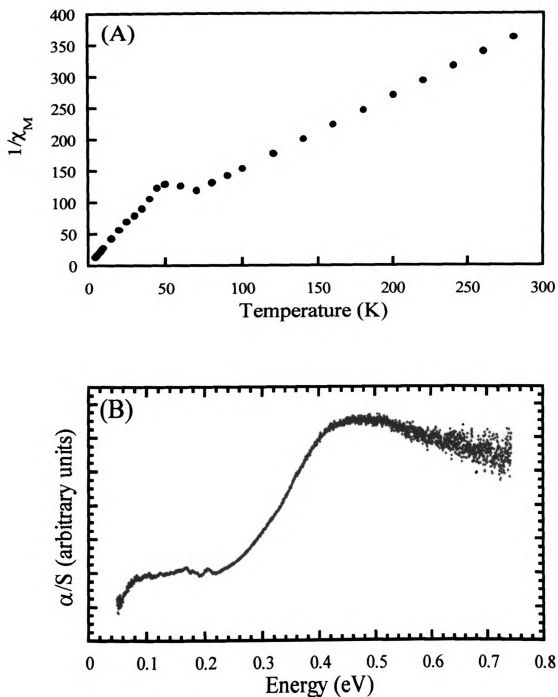 (A)
400
350
300
250
200
150
100
50
0
1/χM
0 50 100 150 200 250 300
Temperature (K)
(B)
α/S (arbitrary units)
0 0.1 0.2 0.3 0.4 0.5 0.6 0.7 0.8
Energy (eV)